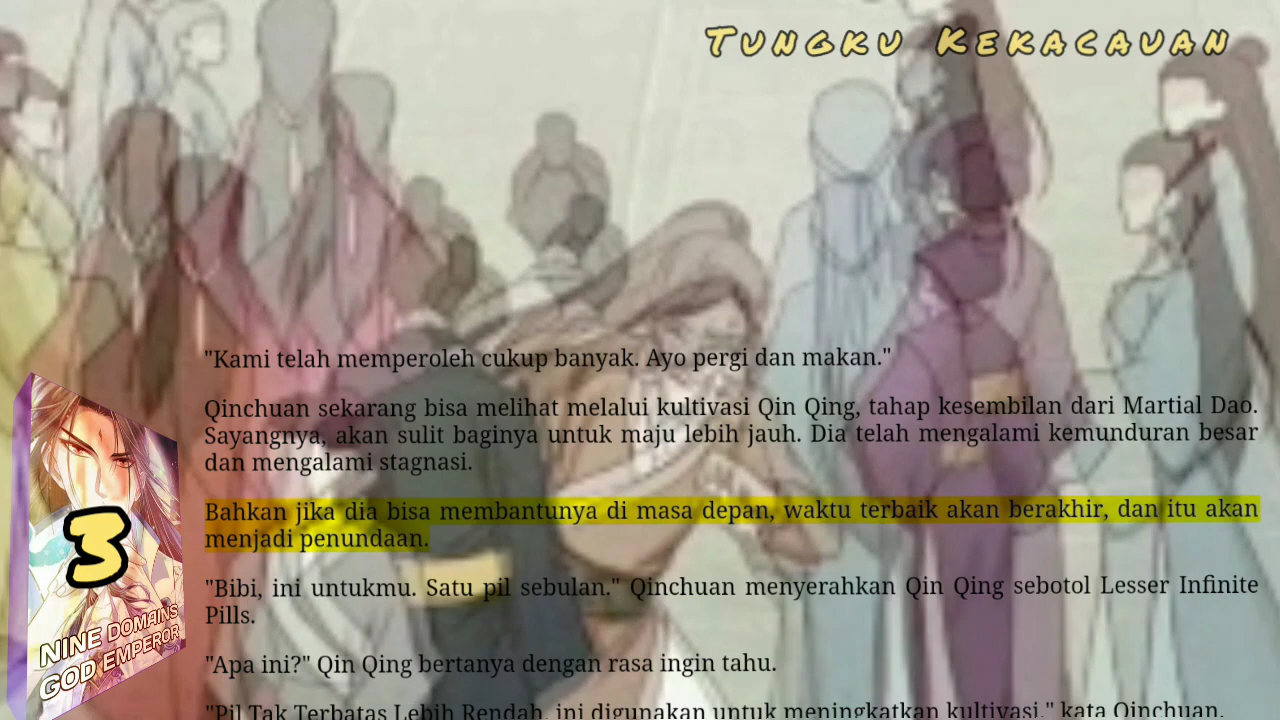 Tungku Kekacauan
"Kami telah memperoleh cukup banyak. Ayo pergi dan makan."
Qinchuan sekarang bisa melihat melalui kultivasi Qin Qing, tahap kesembilan dari Martial Dao.
Sayangnya, akan sulit baginya untuk maju lebih jauh. Dia telah mengalami kemunduran besar
dan mengalami stagnasi.
Bahkan jika dia bisa membantunya di masa depan, waktu terbaik akan berakhir, dan itu akan
menjadi penundaan.
"Bibi, ini untukmu. Satu pil sebulan." Qinchuan menyerahkan Qin Qing sebotol Lesser Infinite
Pills.
"Apa ini?" Qin Qing bertanya dengan rasa ingin tahu.
"Pil Tak Terbatas Lebih Rendah, ini digunakan untuk meningkatkan kultivasi," kata Qinchuan.
3
NINE DOMAINS
GOD EMPEROR